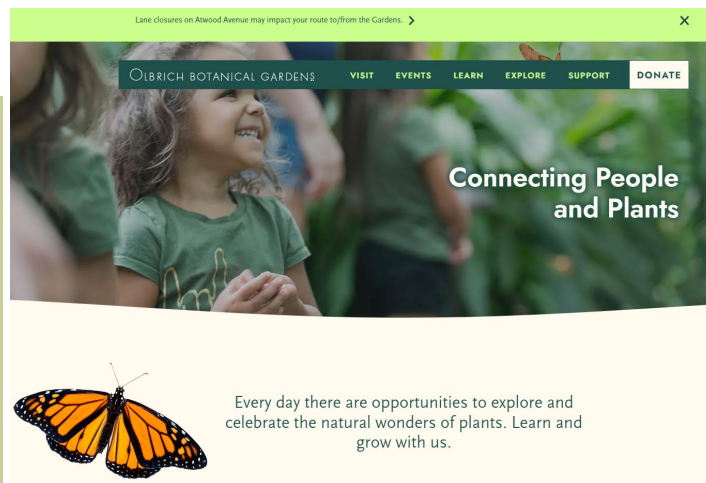 Lane closures on Atwood Avenue may impact your route to/from the Gardens.
OLBRICH BOTANICAL GARDENS
VISIT EVENTS LEARN EXPLORE SUPPORT DONATE
Connecting People
and Plants
Every day there are opportunities to explore and
celebrate the natural wonders of plants. Learn and
grow with us.